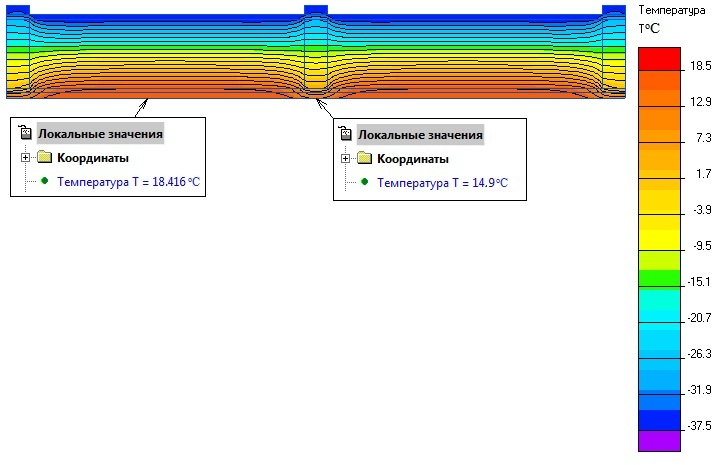 Температура
T°C
18.5
12.9
7.3
1.7
-3.9
-9.5
-15.1
-20.7
-26.3
-31.9
-37.5
Локальные значения
Координаты
Температура T = 18.416 °C
Локальные значения
Координаты
Температура T = 14.9 °C